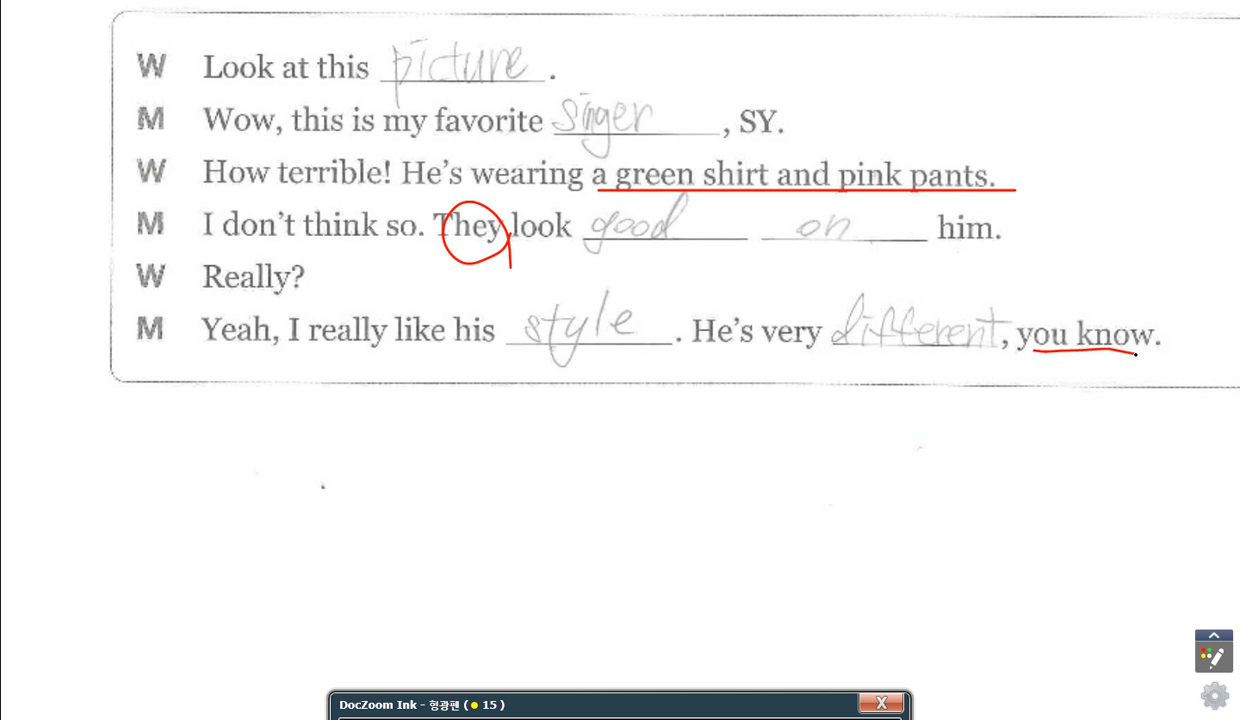 W Look at this picture.
M Wow, this is my favorite singer, SY.
W How terrible! He's wearing a green shirt and pink pants.
M I don't think so. They look good on him.
W Really?
M Yeah, I really like his style. He's very different, you know.
DocZoom Ink - 형광펜 ( 15 ) X